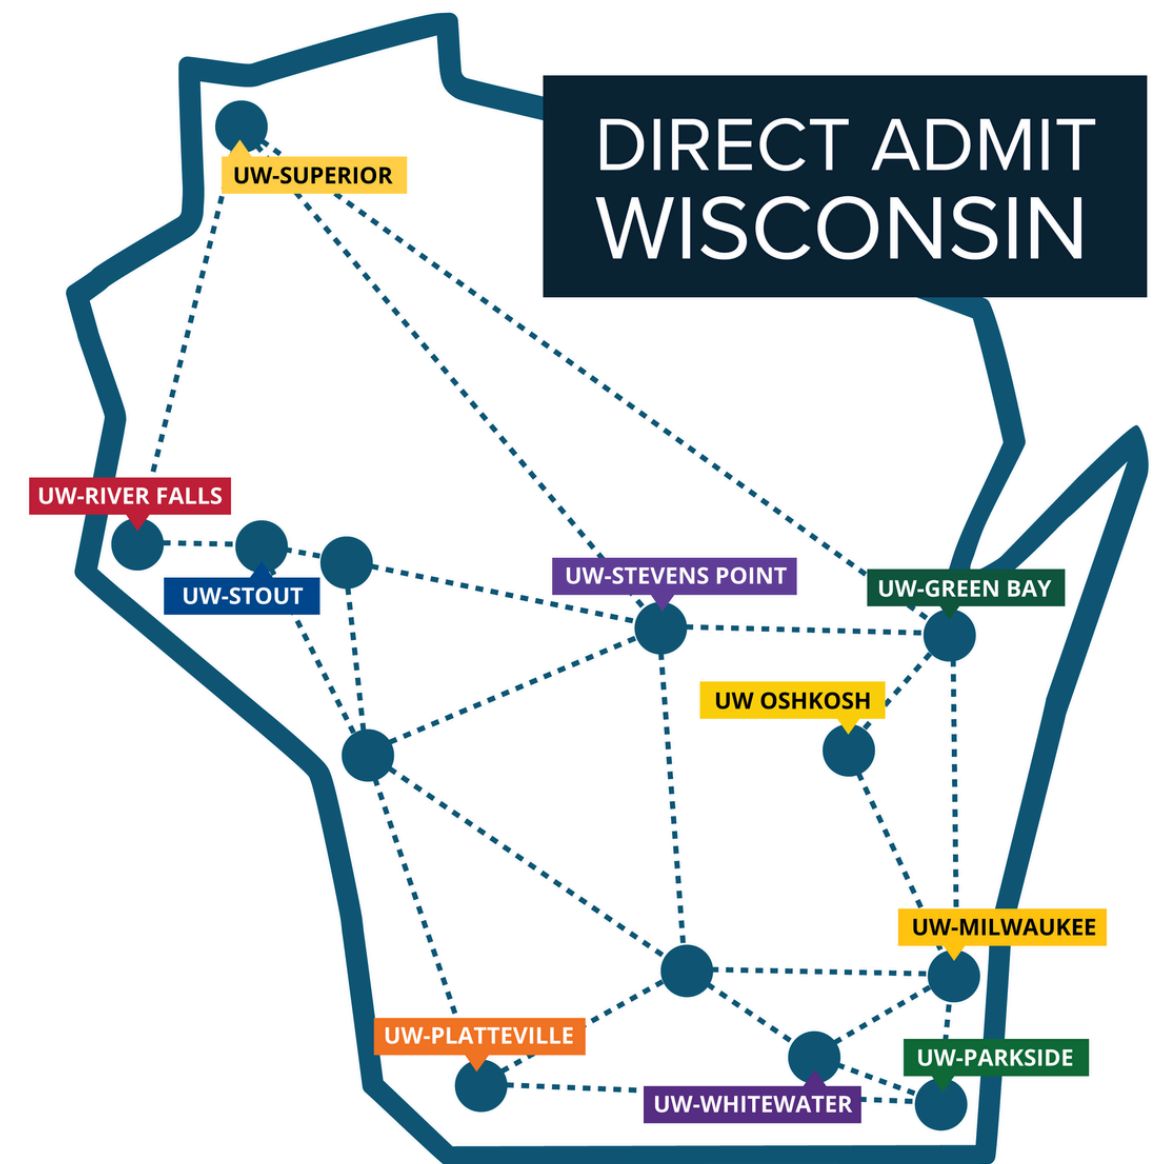 DIRECT ADMIT
WISCONSIN
UW-SUPERIOR
UW-RIVER FALLS
UW-STOUT
UW-STEVENS POINT
UW-GREEN BAY
UW OSHKOSH
UW-MILWAUKEE
UW-PLATTEVILLE
UW-PARKSIDE
UW-WHITEWATER